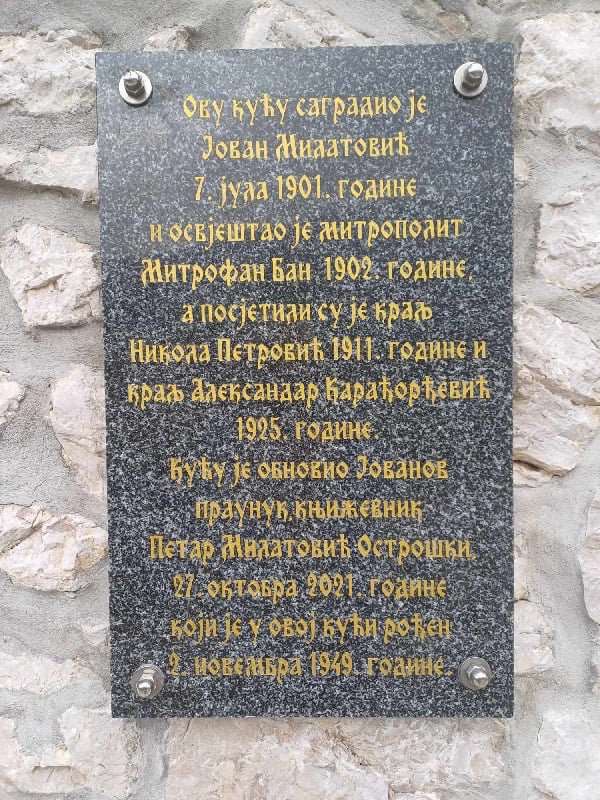 Ову кућу саградио је
Јован Милатовић
7. јула 1901. године
и освјештао је митрополит
Митрофан Бан 1902. године,
а посјетили су је краљ
Никола Петровић 1911. године и
краљ Александар Карађорђевић
1925. године.
Кућу је обновио Јованов
праунук,књижевник
Петар Милатовић Острошки,
27. октобра 2021. године
који је у овој кући рођен
2. новембра 1949. године.